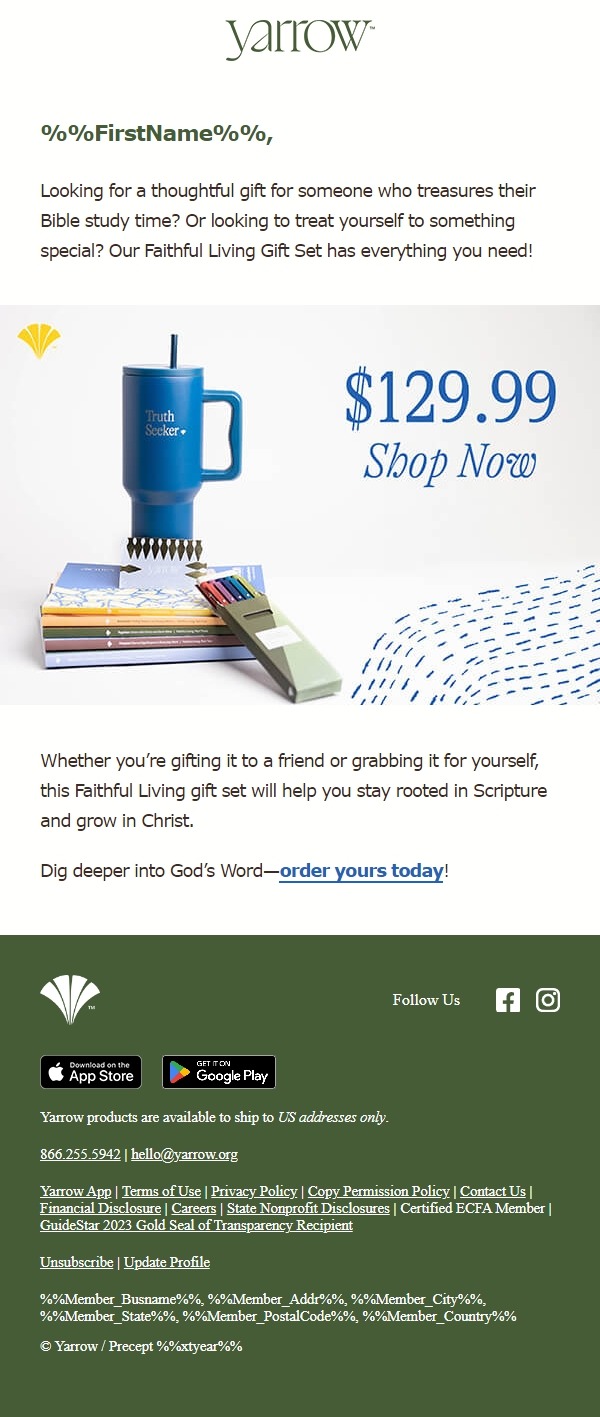 yarrow™
%%FirstName%%,
Looking for a thoughtful gift for someone who treasures their
Bible study time? Or looking to treat yourself to something
special? Our Faithful Living Gift Set has everything you need!
$129.99
Shop Now
Truth
Seeker
yarrow
Whether you’re gifting it to a friend or grabbing it for yourself,
this Faithful Living gift set will help you stay rooted in Scripture
and grow in Christ.
Dig deeper into God’s Word—order yours today!
TM
Follow Us
Download on the
App Store
GET IT ON
Google Play
Yarrow products are available to ship to US addresses only.
866.255.5942 | hello@yarrow.org
Yarrow App | Terms of Use | Privacy Policy | Copy Permission Policy | Contact Us |
Financial Disclosure | Careers | State Nonprofit Disclosures | Certified ECFA Member |
GuideStar 2023 Gold Seal of Transparency Recipient
Unsubscribe | Update Profile
%%Member_Busname%%, %%Member_Addr%%, %%Member_City%%,
%%Member_State%%, %%Member_PostalCode%%, %%Member_Country%%
© Yarrow / Precept %%xtyear%%